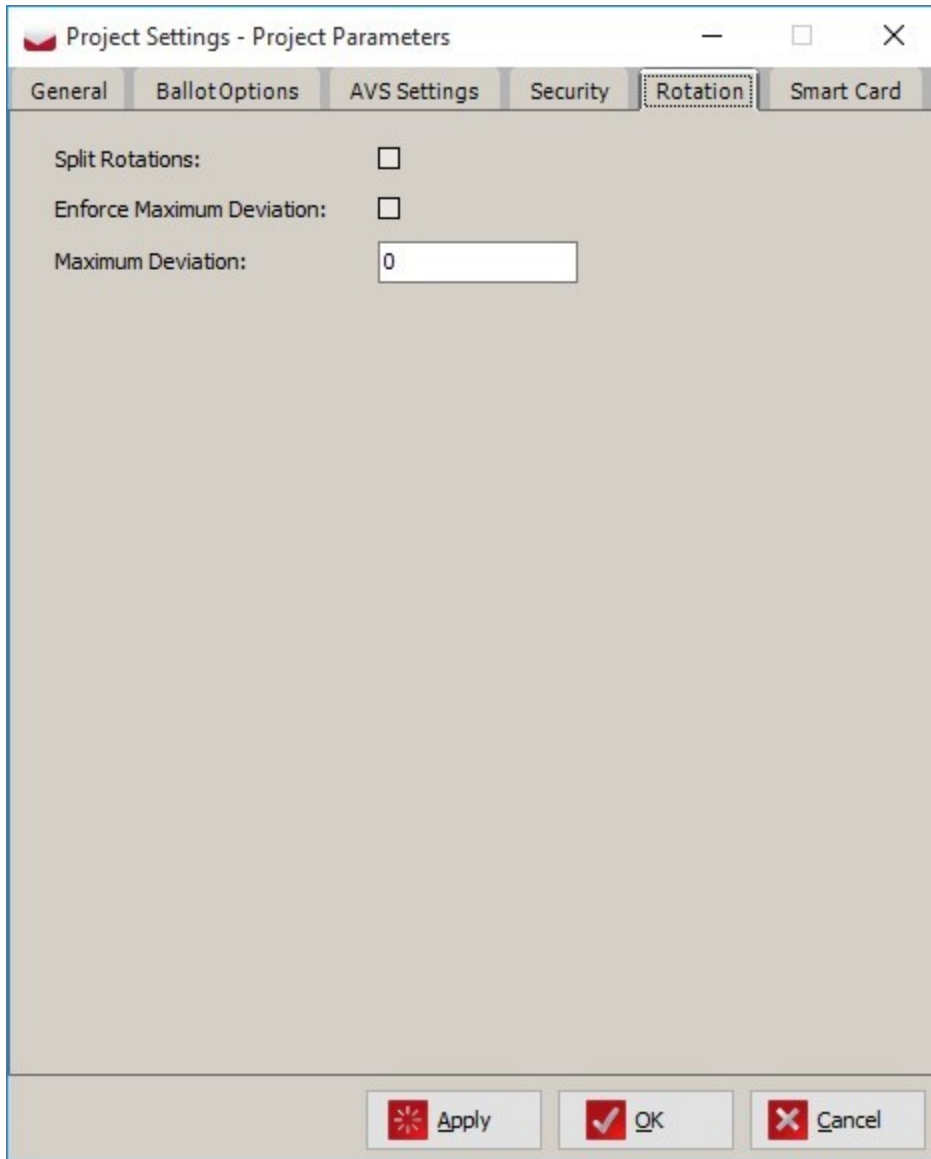 Project Settings - Project Parameters
General Ballot Options AVS Settings Security Rotation Smart Card
Split Rotations:
Enforce Maximum Deviation:
Maximum Deviation: 0
Apply OK Cancel